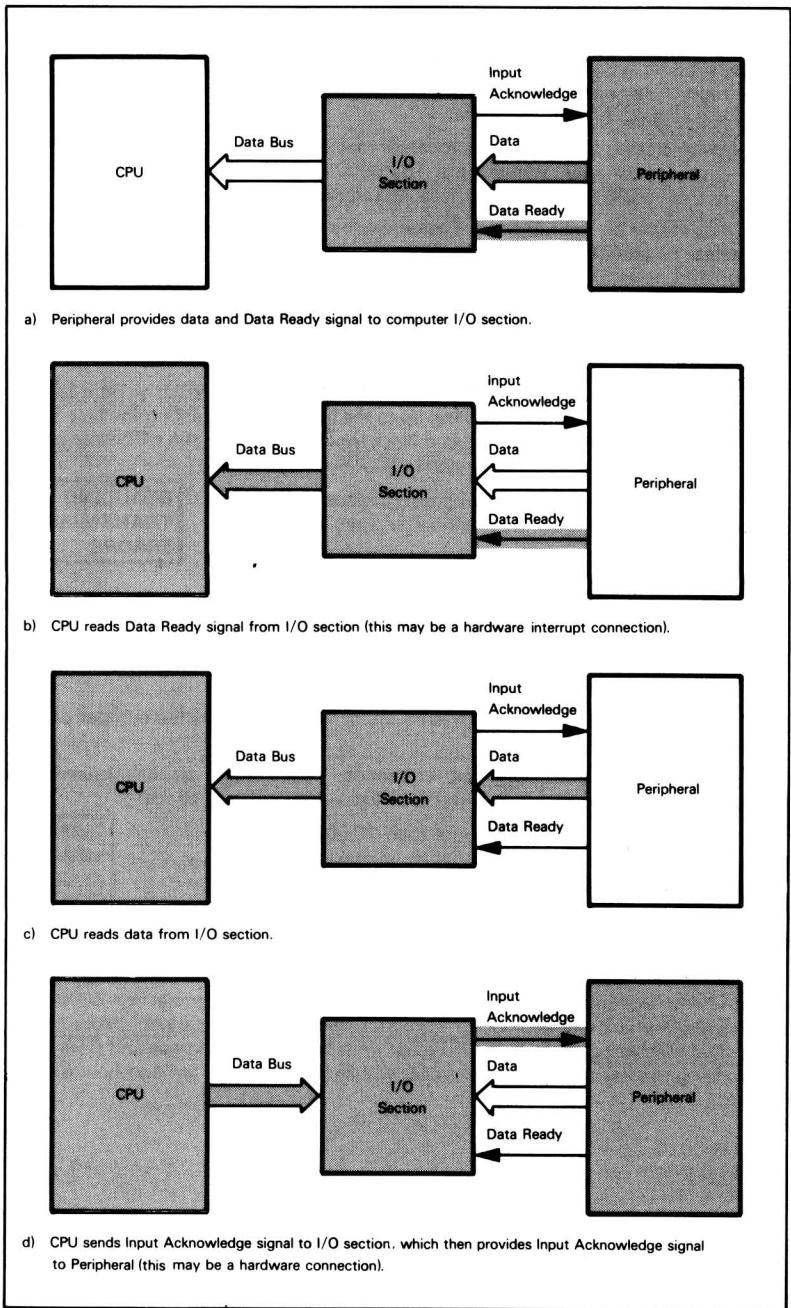 Input
Acknowledge
Data Bus
Data
CPU
I/O
Section
Peripheral
Data Ready
a) Peripheral provides data and Data Ready signal to computer I/O section.
Input
Acknowledge
Data Bus
Data
CPU
I/O
Section
Peripheral
Data Ready
b) CPU reads Data Ready signal from I/O section (this may be a hardware interrupt connection).
Input
Acknowledge
Data Bus
Data
CPU
I/O
Section
Peripheral
Data Ready
c) CPU reads data from I/O section.
Input
Acknowledge
Data Bus
Data
CPU
I/O
Section
Peripheral
Data Ready
d) CPU sends Input Acknowledge signal to I/O section, which then provides Input Acknowledge signal
to Peripheral (this may be a hardware connection).